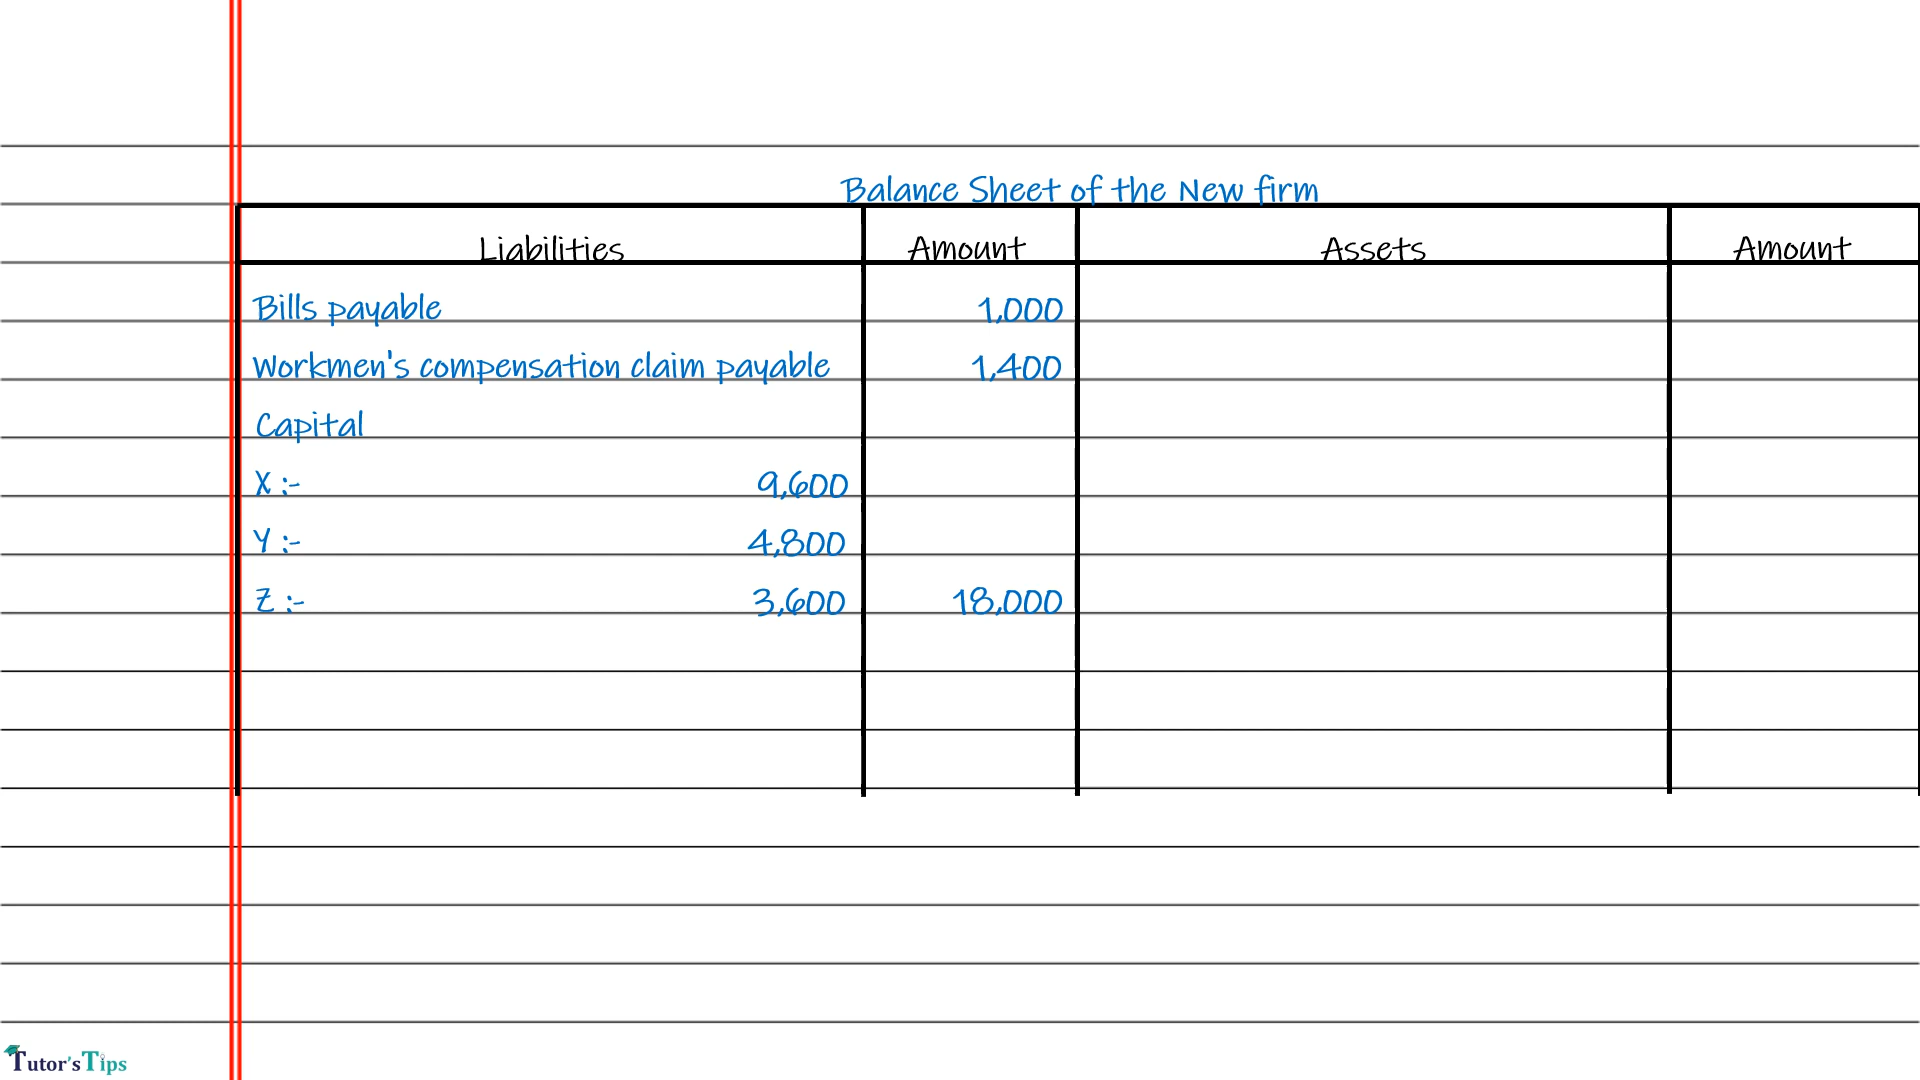 Balance Sheet of the New firm
Liabilities Amount Assets Amount
Bills payable 1,000
Workmen's compensation claim payable 1,400
Capital
X :- 9,600
Y :- 4,800
Z :- 3,600 18,000
Tutor'sTips